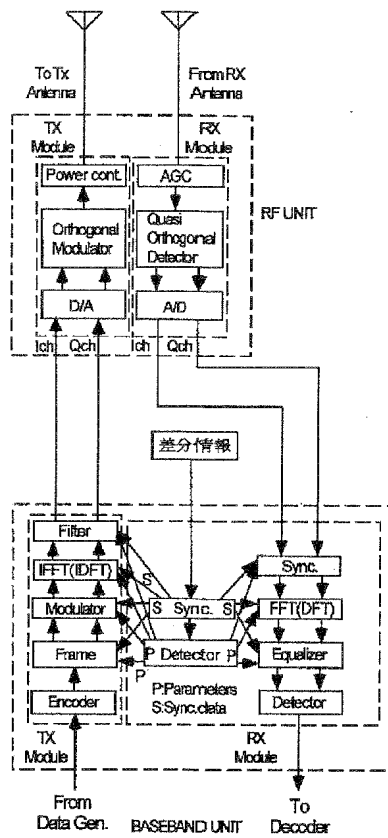 To Tx
Antenna
From RX
Antenna
TX
Module
RX
Module
Power cont.
AGC
Orthogonal
Modulator
Quasi
Orthogonal
Detector
RF UNIT
D/A
A/D
Ich Qch
Ich Qch
差分情報
Filter
IFFT(IDFT)
Modulator
Frame
Encoder
S
S Sync. S
P Detector P
P
P:Parameters
S:Sync.data
Sync.
FFT(DFT)
Equalizer
Detector
TX
Module
RX
Module
From
Data Gen.
BASEBAND UNIT
To
Decoder